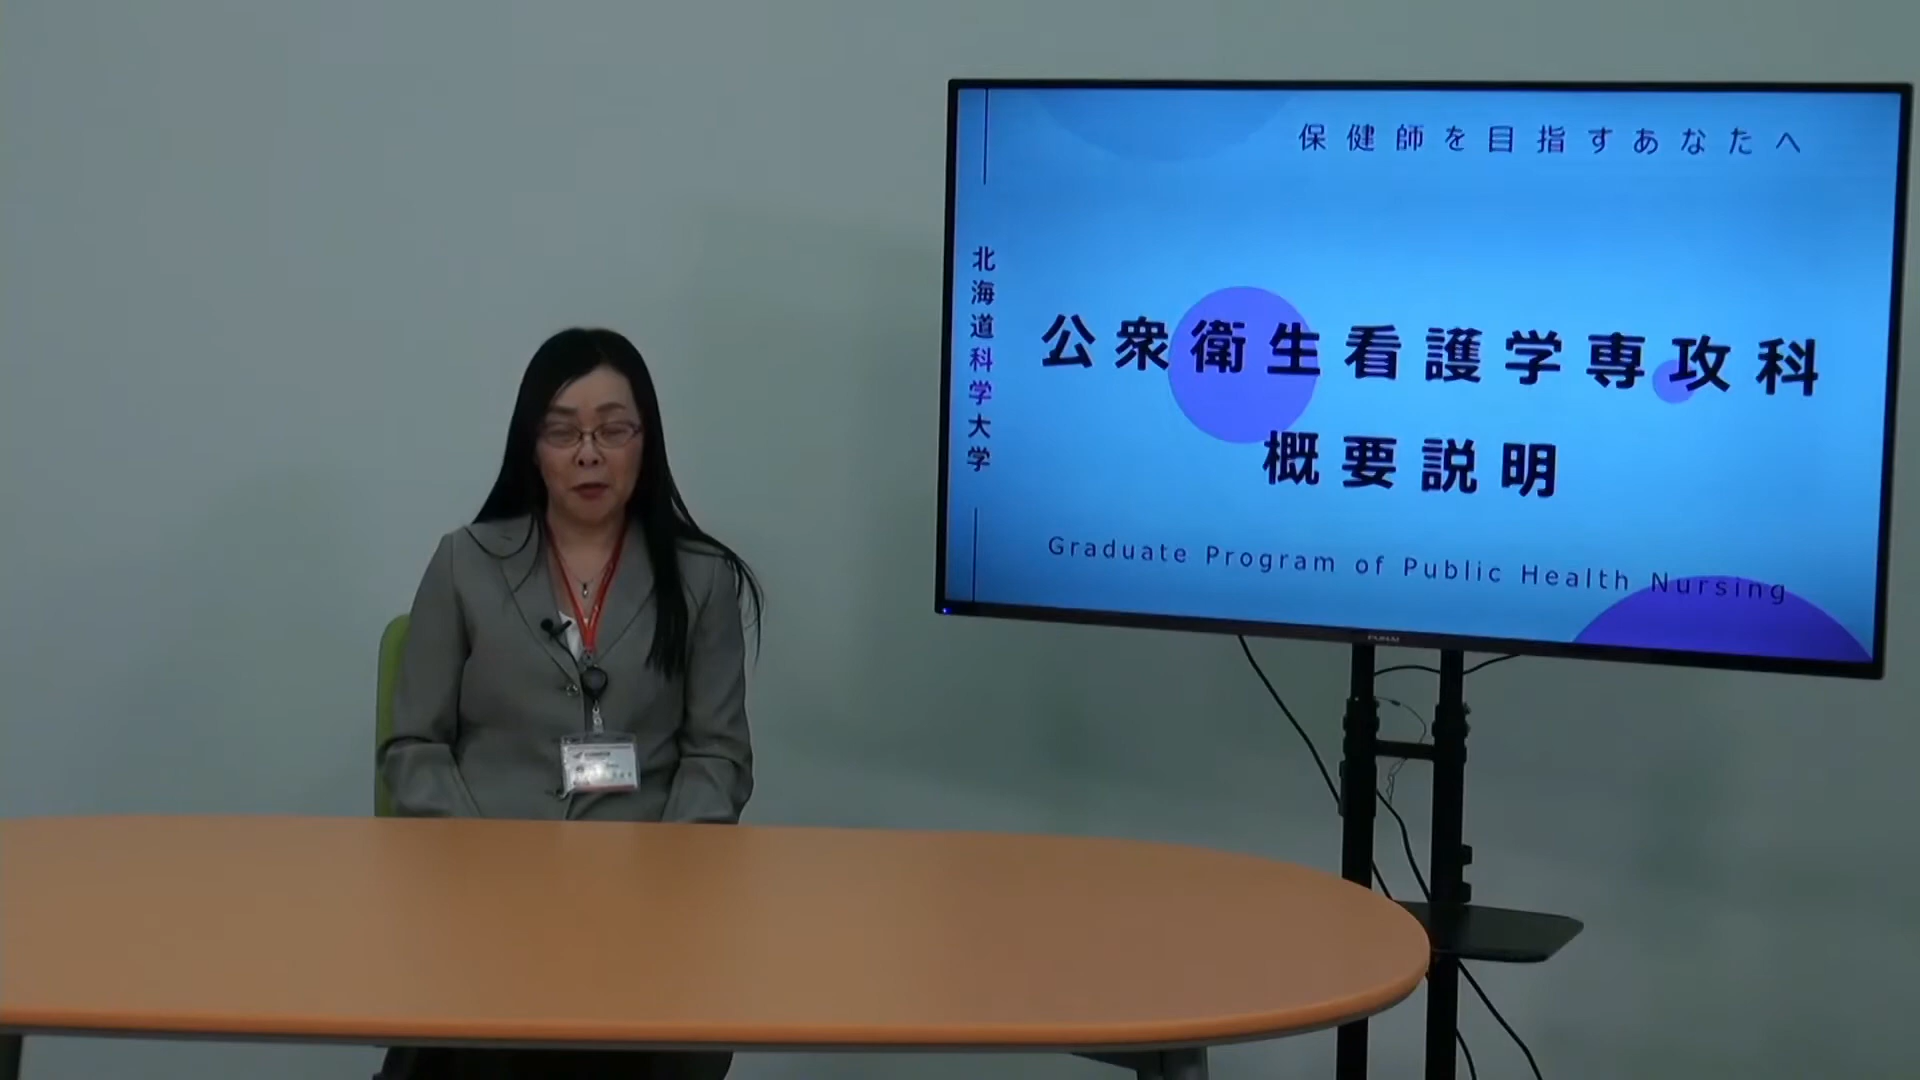 保健師を目指すあなたへ
北海道科学大学
公衆衛生看護学専攻科
概要説明
Graduate Program of Public Health Nursing